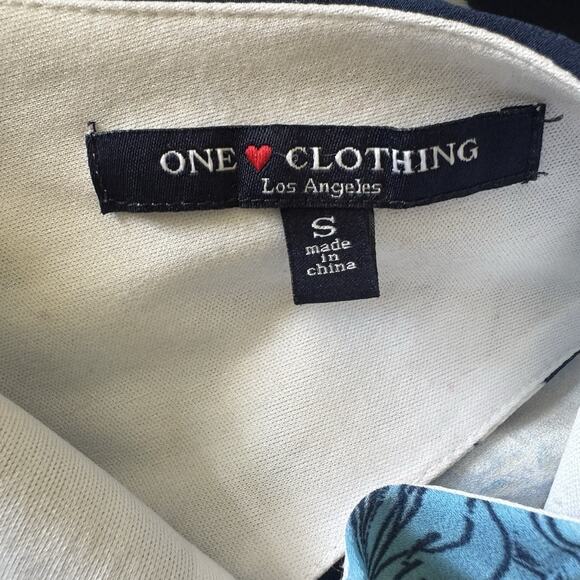 ONE ❤ CLOTHING
Los Angeles
S
made
in
china